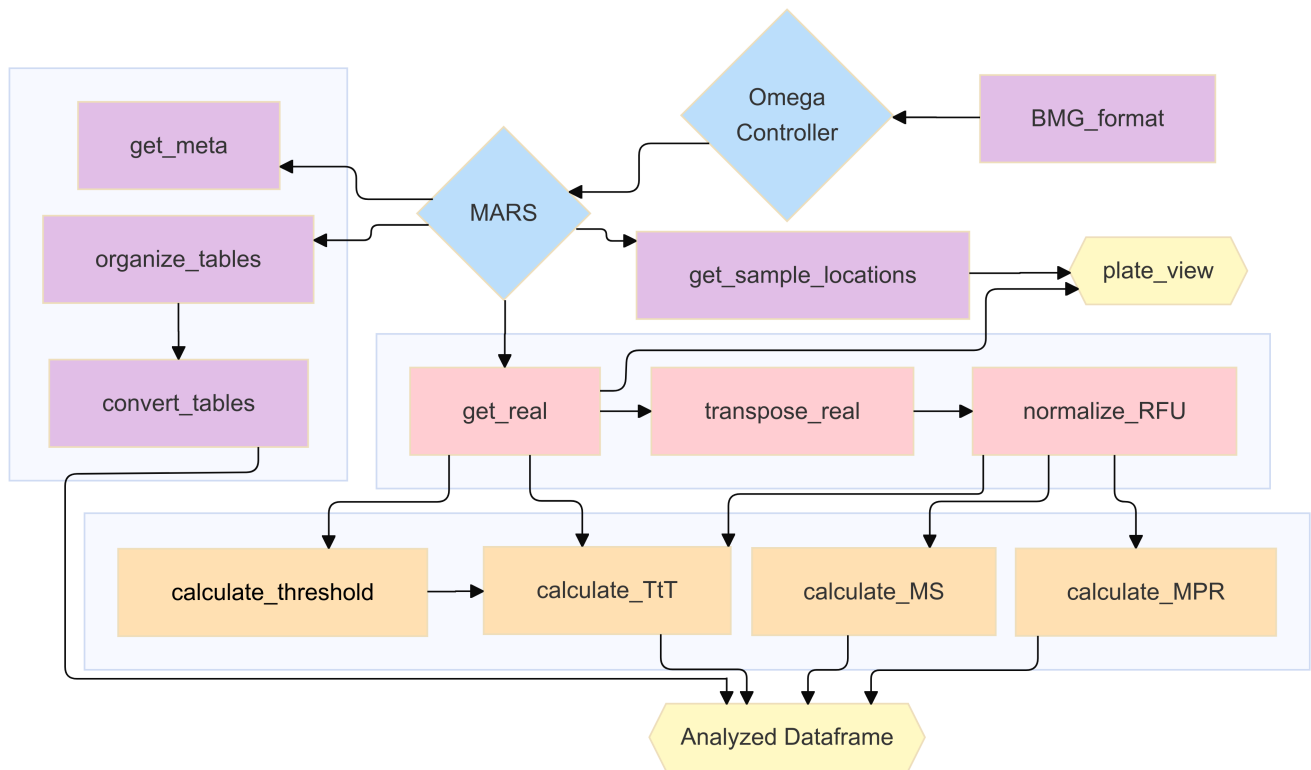 Omega
Controller
BMG_format
get_meta
MARS
organize_tables
get_sample_locations
plate_view
convert_tables
get_real
transpose_real
normalize_RFU
calculate_threshold
calculate_TtT
calculate_MS
calculate_MPR
Analyzed Dataframe